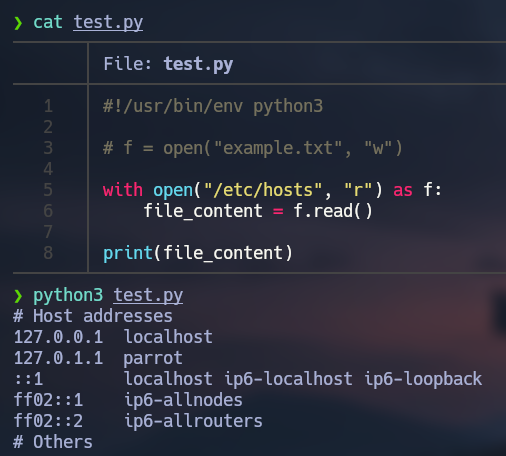 ❯ cat test.py
File: test.py
1 #!/usr/bin/env python3
2
3 # f = open("example.txt", "w")
4
5 with open("/etc/hosts", "r") as f:
6     file_content = f.read()
7
8 print(file_content)
❯ python3 test.py
# Host addresses
127.0.0.1  localhost
127.0.1.1  parrot
::1        localhost ip6-localhost ip6-loopback
ff02::1    ip6-allnodes
ff02::2    ip6-allrouters
# Others